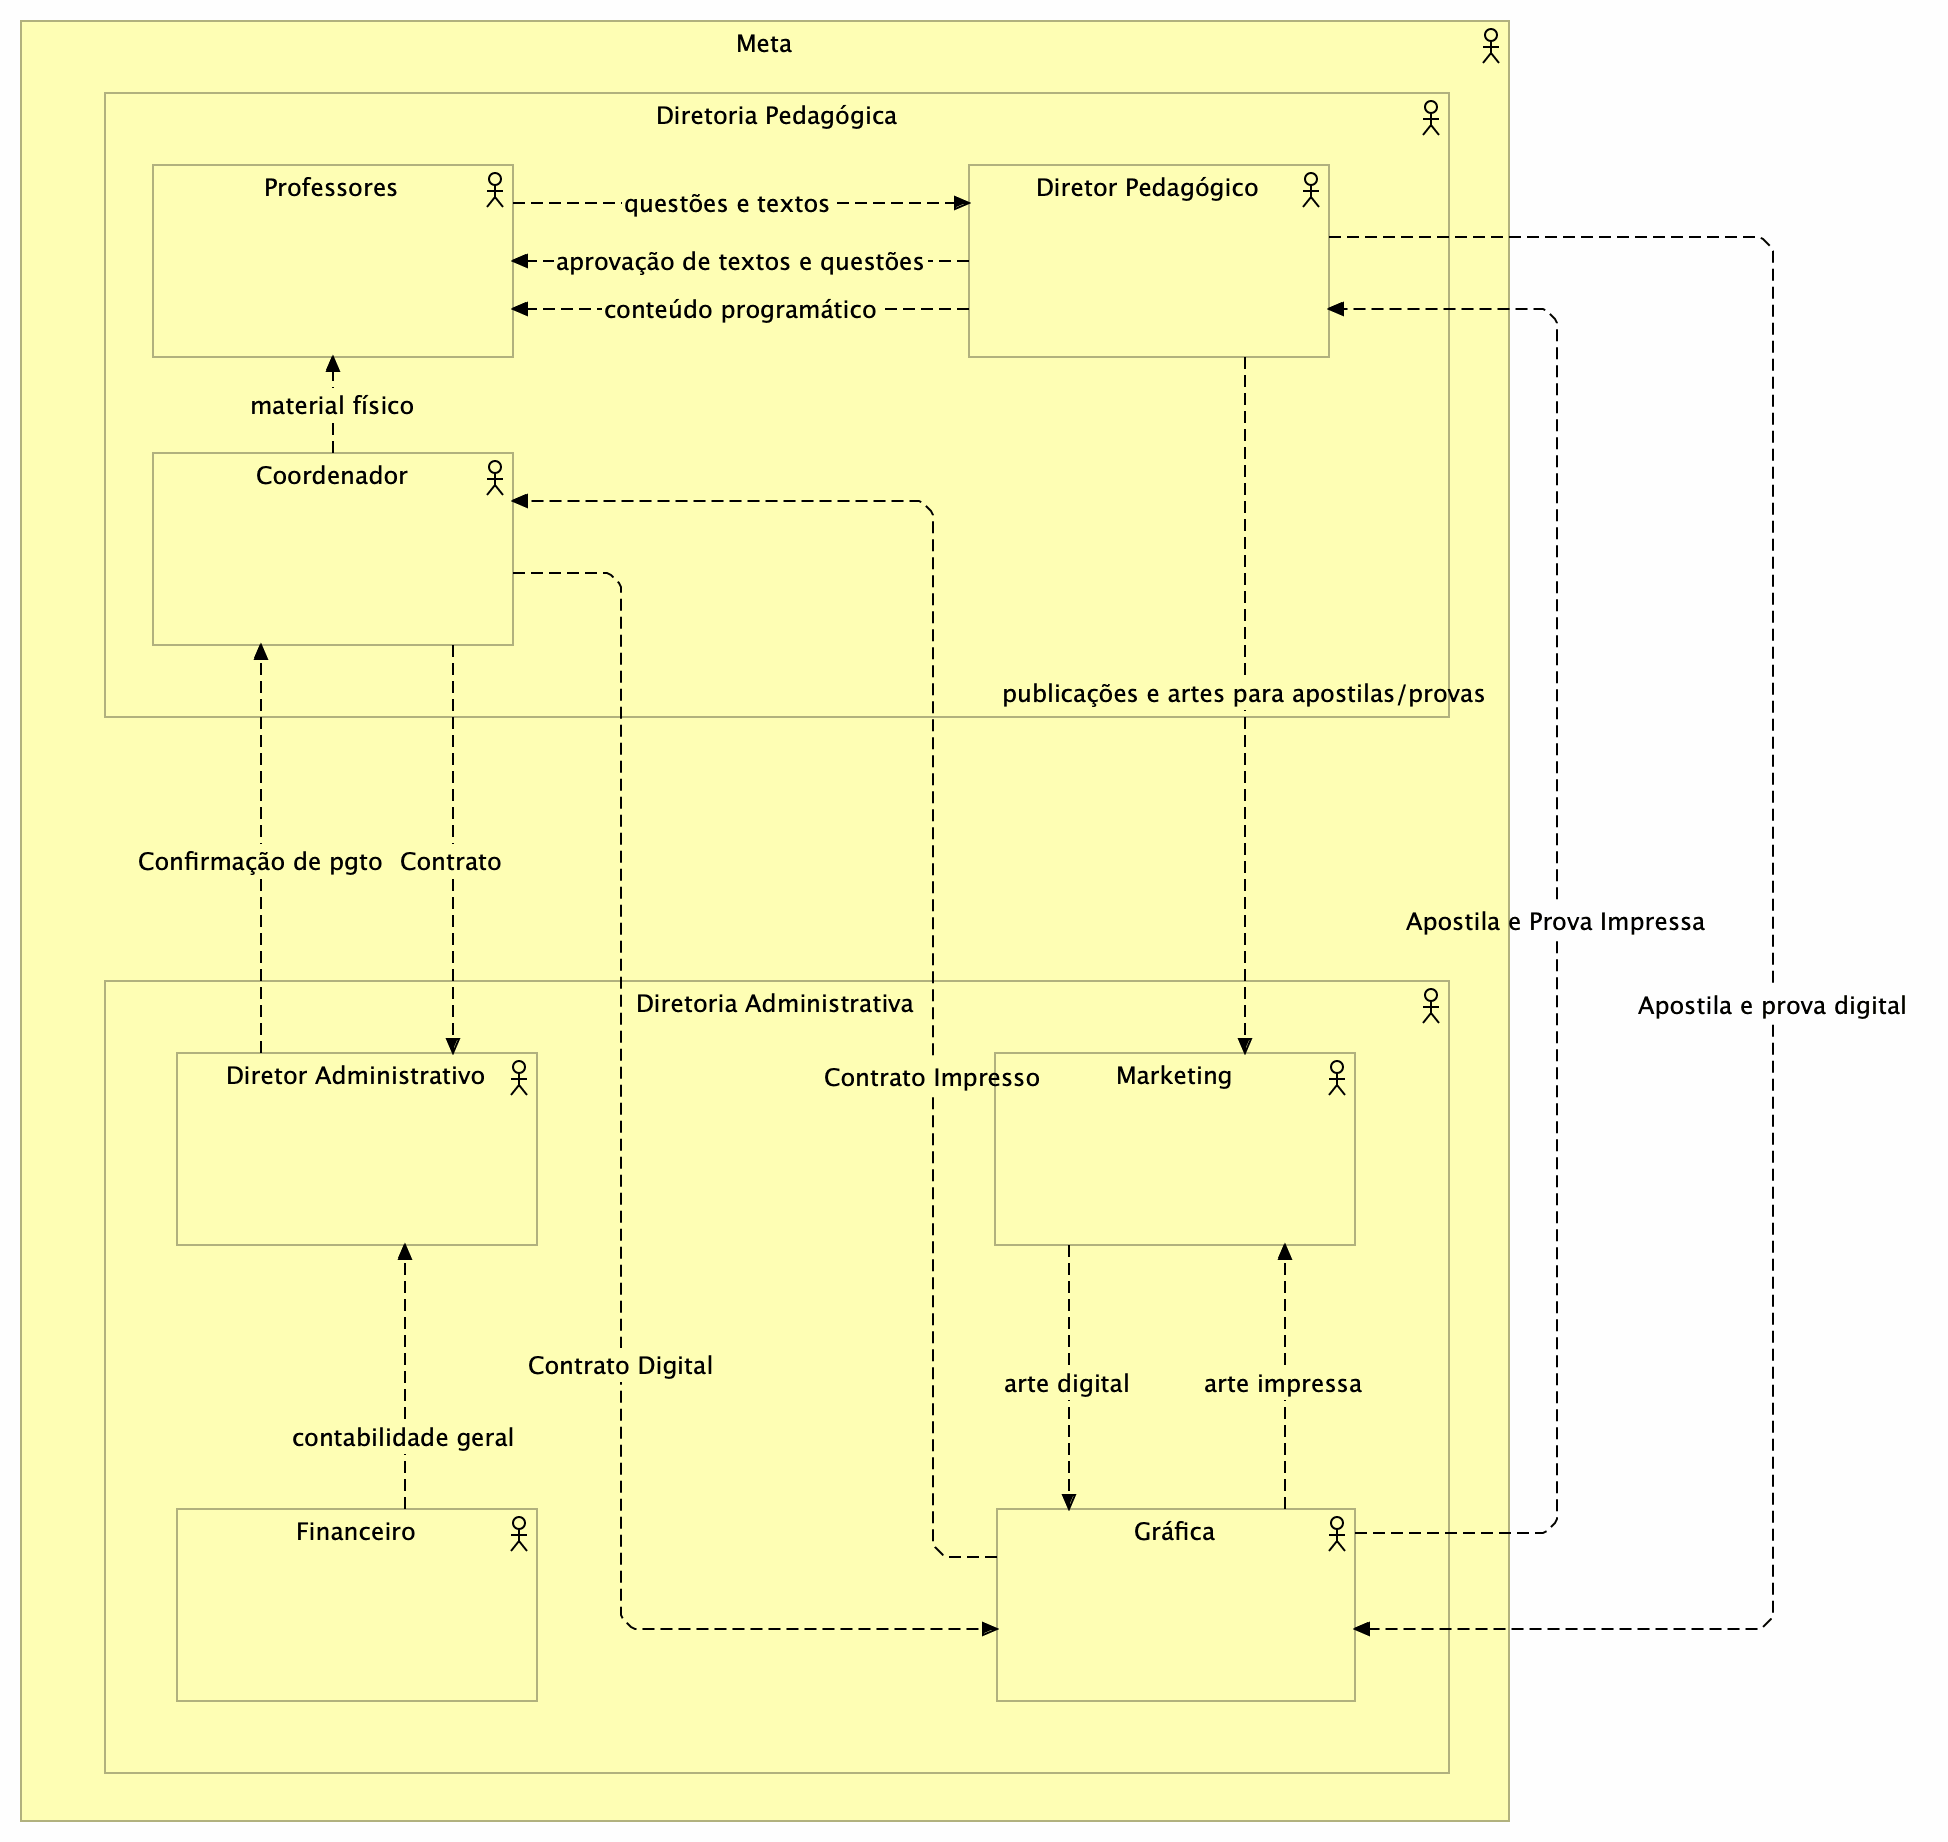 Meta
Diretoria Pedagógica
Professores
Diretor Pedagógico
questões e textos
aprovação de textos e questões
conteúdo programático
material físico
Coordenador
publicações e artes para apostilas/provas
Confirmação de pgto
Contrato
Apostila e Prova Impressa
Diretoria Administrativa
Apostila e prova digital
Diretor Administrativo
Contrato Impresso
Marketing
Contrato Digital
arte digital
arte impressa
contabilidade geral
Financeiro
Gráfica